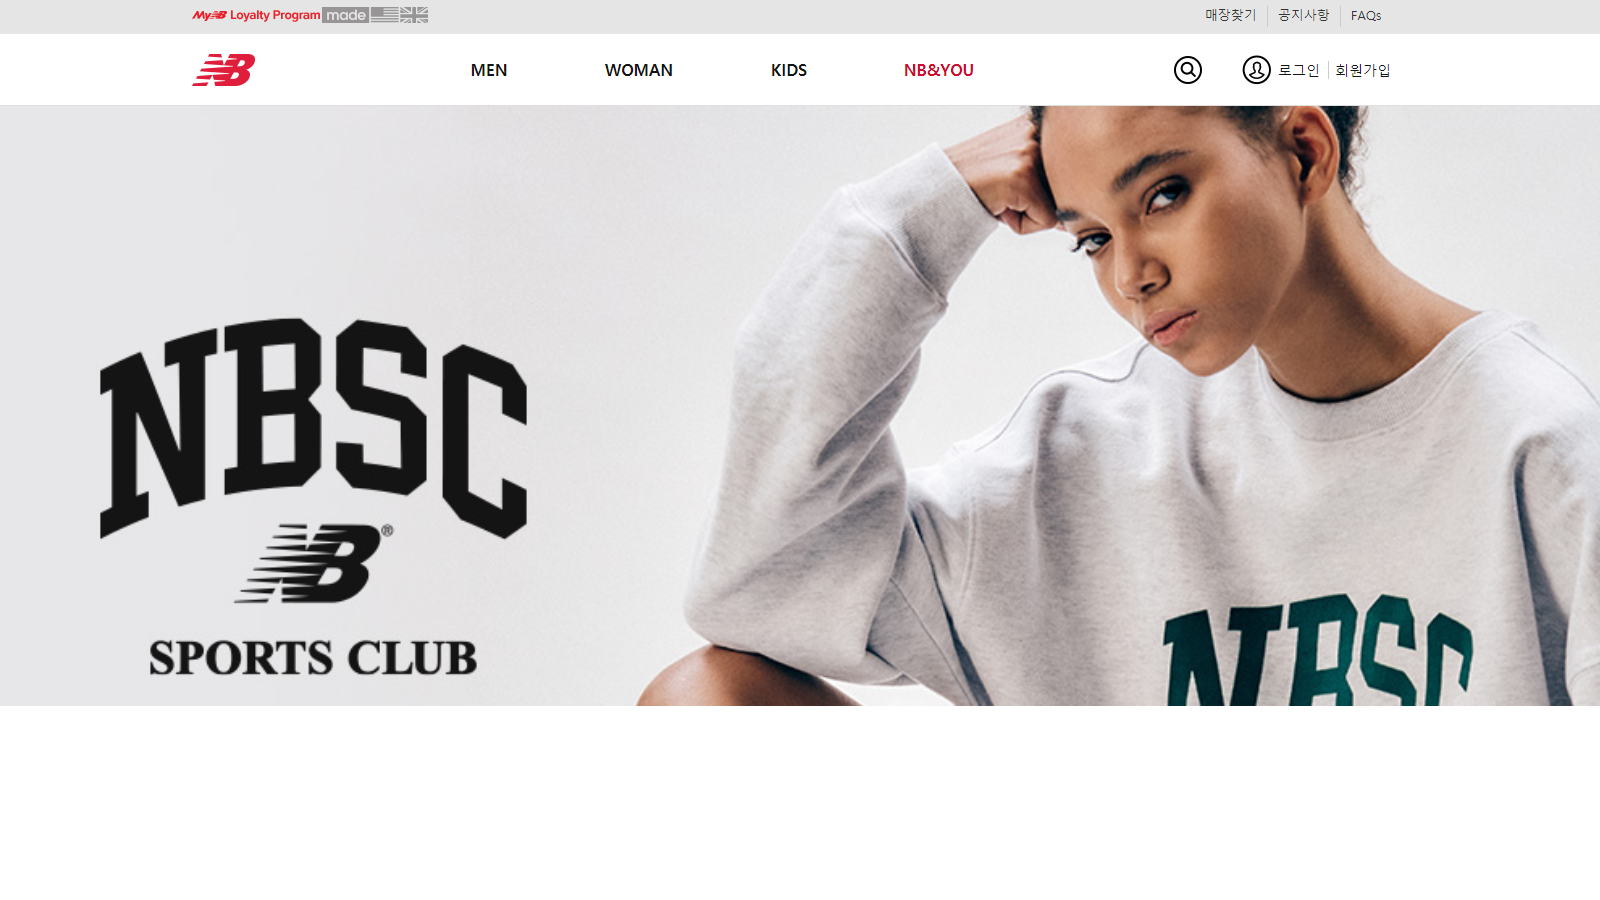 MyNB Loyalty Program made
매장찾기 공지사항 FAQs
NB
MEN WOMAN KIDS NB&YOU
로그인 회원가입
NBSC
NB®
SPORTS CLUB
NBSC